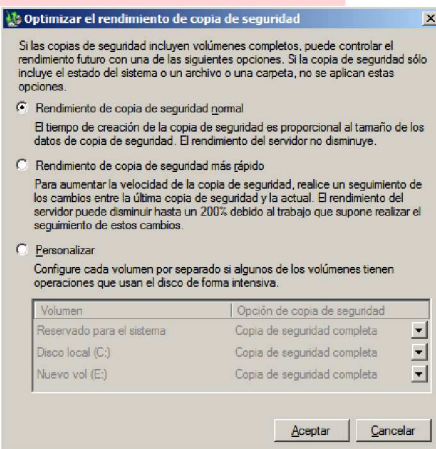 Optimizar el rendimiento de copia de seguridad
Si las copias de seguridad incluyen volúmenes completos, puede controlar el
rendimiento futuro con una de las siguientes opciones. Si la copia de seguridad sólo
incluye el estado del sistema o un archivo o una carpeta, no se aplican estas
opciones.
Rendimiento de copia de seguridad normal
El tiempo de creación de la copia de seguridad es proporcional al tamaño de los
datos de copia de seguridad. El rendimiento del servidor no disminuye.
Rendimiento de copia de seguridad más rápido
Para aumentar la velocidad de la copia de seguridad, realice un seguimiento de
los cambios entre la última copia de seguridad y la actual. El rendimiento del
servidor puede disminuir hasta un 200% debido al trabajo que supone realizar el
seguimiento de estos cambios.
Personalizar
Configure cada volumen por separado si algunos de los volúmenes tienen
operaciones que usan el disco de forma intensiva.
Volumen Opción de copia de seguridad
Reservado para el sistema Copia de seguridad completa
Disco local (C:) Copia de seguridad completa
Nuevo vol (E:) Copia de seguridad completa
Aceptar Cancelar